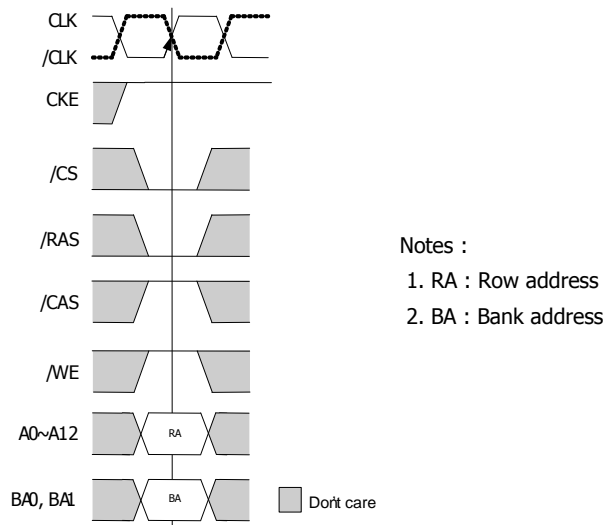 CLK
/CLK
CKE
/CS
/RAS
/CAS
/WE
A0~A12
RA
BA0, BA1
BA
Don't care
Notes :
1. RA : Row address
2. BA : Bank address